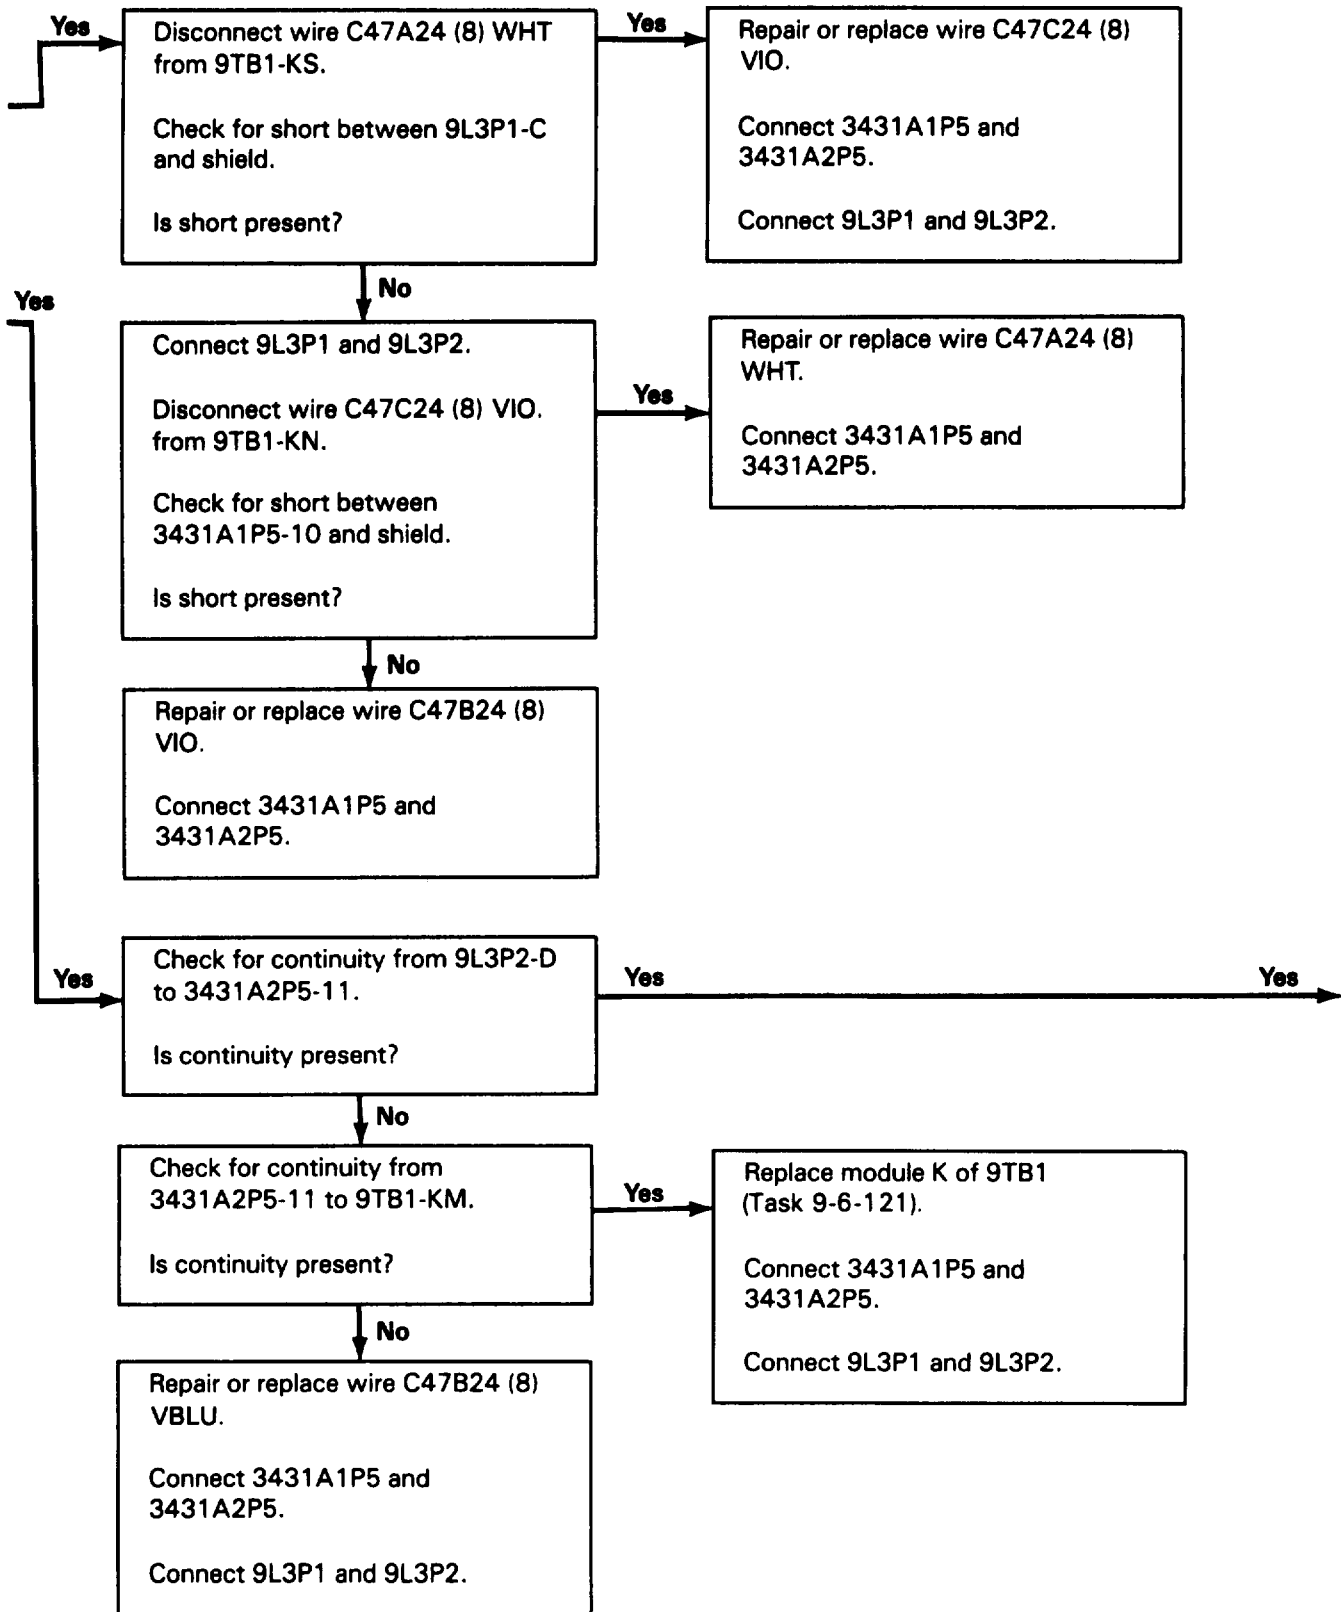 Yes
Disconnect wire C47A24 (8) WHT
from 9TB1-KS.
Check for short between 9L3P1-C
and shield.
Is short present?
Yes
Repair or replace wire C47C24 (8)
VIO.
Connect 3431A1P5 and
3431A2P5.
Connect 9L3P1 and 9L3P2.
No
Yes
Connect 9L3P1 and 9L3P2.
Disconnect wire C47C24 (8) VIO.
from 9TB1-KN.
Check for short between
3431A1P5-10 and shield.
Is short present?
Yes
Repair or replace wire C47A24 (8)
WHT.
Connect 3431A1P5 and
3431A2P5.
No
Repair or replace wire C47B24 (8)
VIO.
Connect 3431A1P5 and
3431A2P5.
Yes
Check for continuity from 9L3P2-D
to 3431A2P5-11.
Is continuity present?
Yes
Yes
No
Check for continuity from
3431A2P5-11 to 9TB1-KM.
Is continuity present?
Yes
Replace module K of 9TB1
(Task 9-6-121).
Connect 3431A1P5 and
3431A2P5.
Connect 9L3P1 and 9L3P2.
No
Repair or replace wire C47B24 (8)
VBLU.
Connect 3431A1P5 and
3431A2P5.
Connect 9L3P1 and 9L3P2.